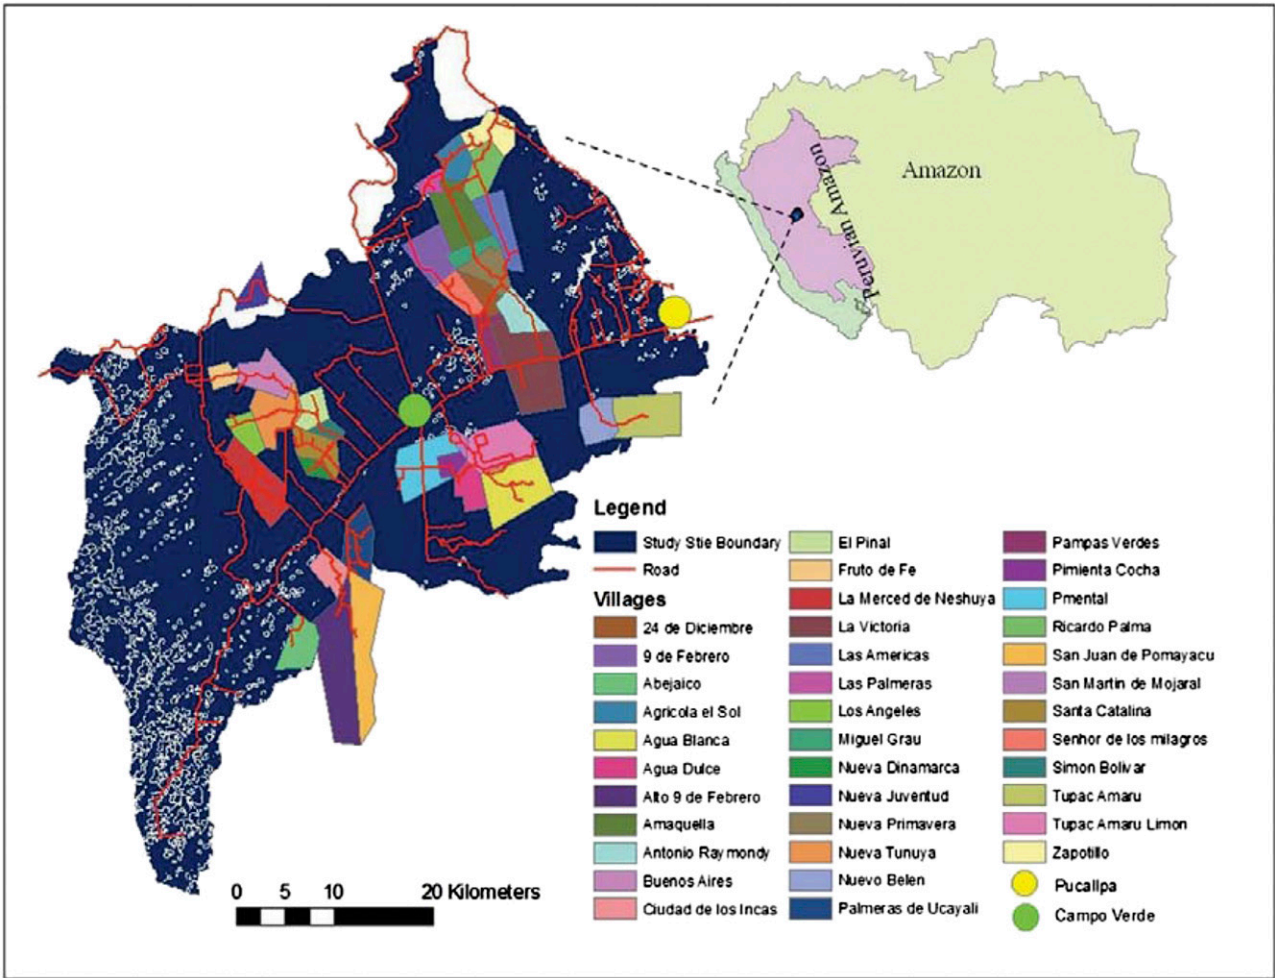 Amazon
Peruvian Amazon
Legend
Study Stie Boundary
Road
Villages
24 de Diciembre
9 de Febrero
Abejaico
Agricola el Sol
Agua Blanca
Agua Dulce
Alto 9 de Febrero
Amaquella
Antonio Raymondy
Buenos Aires
Ciudad de los Incas
El Pinal
Fruto de Fe
La Merced de Neshuya
La Victoria
Las Americas
Las Palmeras
Los Angeles
Miguel Grau
Nueva Dinamarca
Nueva Juventud
Nueva Primavera
Nueva Tunuya
Nuevo Belen
Palmeras de Ucayali
Pampas Verdes
Pimienta Cocha
Pmental
Ricardo Palma
San Juan de Pomayacu
San Martin de Mojaral
Santa Catalina
Senhor de los milagros
Simon Bolivar
Tupac Amaru
Tupac Amaru Limon
Zapotillo
Pucallpa
Campo Verde
0 5 10 20 Kilometers